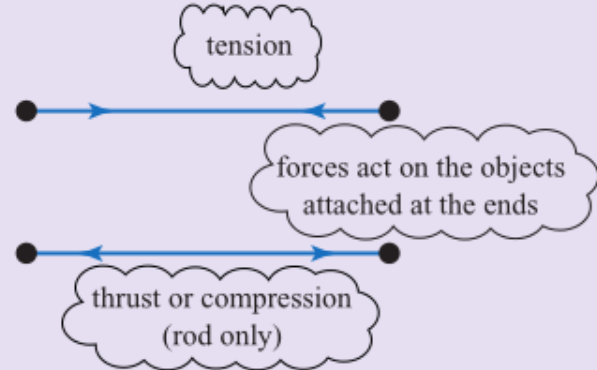 tension
forces act on the objects
attached at the ends
thrust or compression
(rod only)